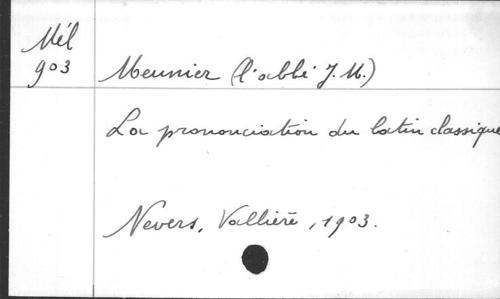 Mél
903
Meunier (l'abbé J.M.)
La prononciation du latin classique
Nevers, Vallière, 1903.